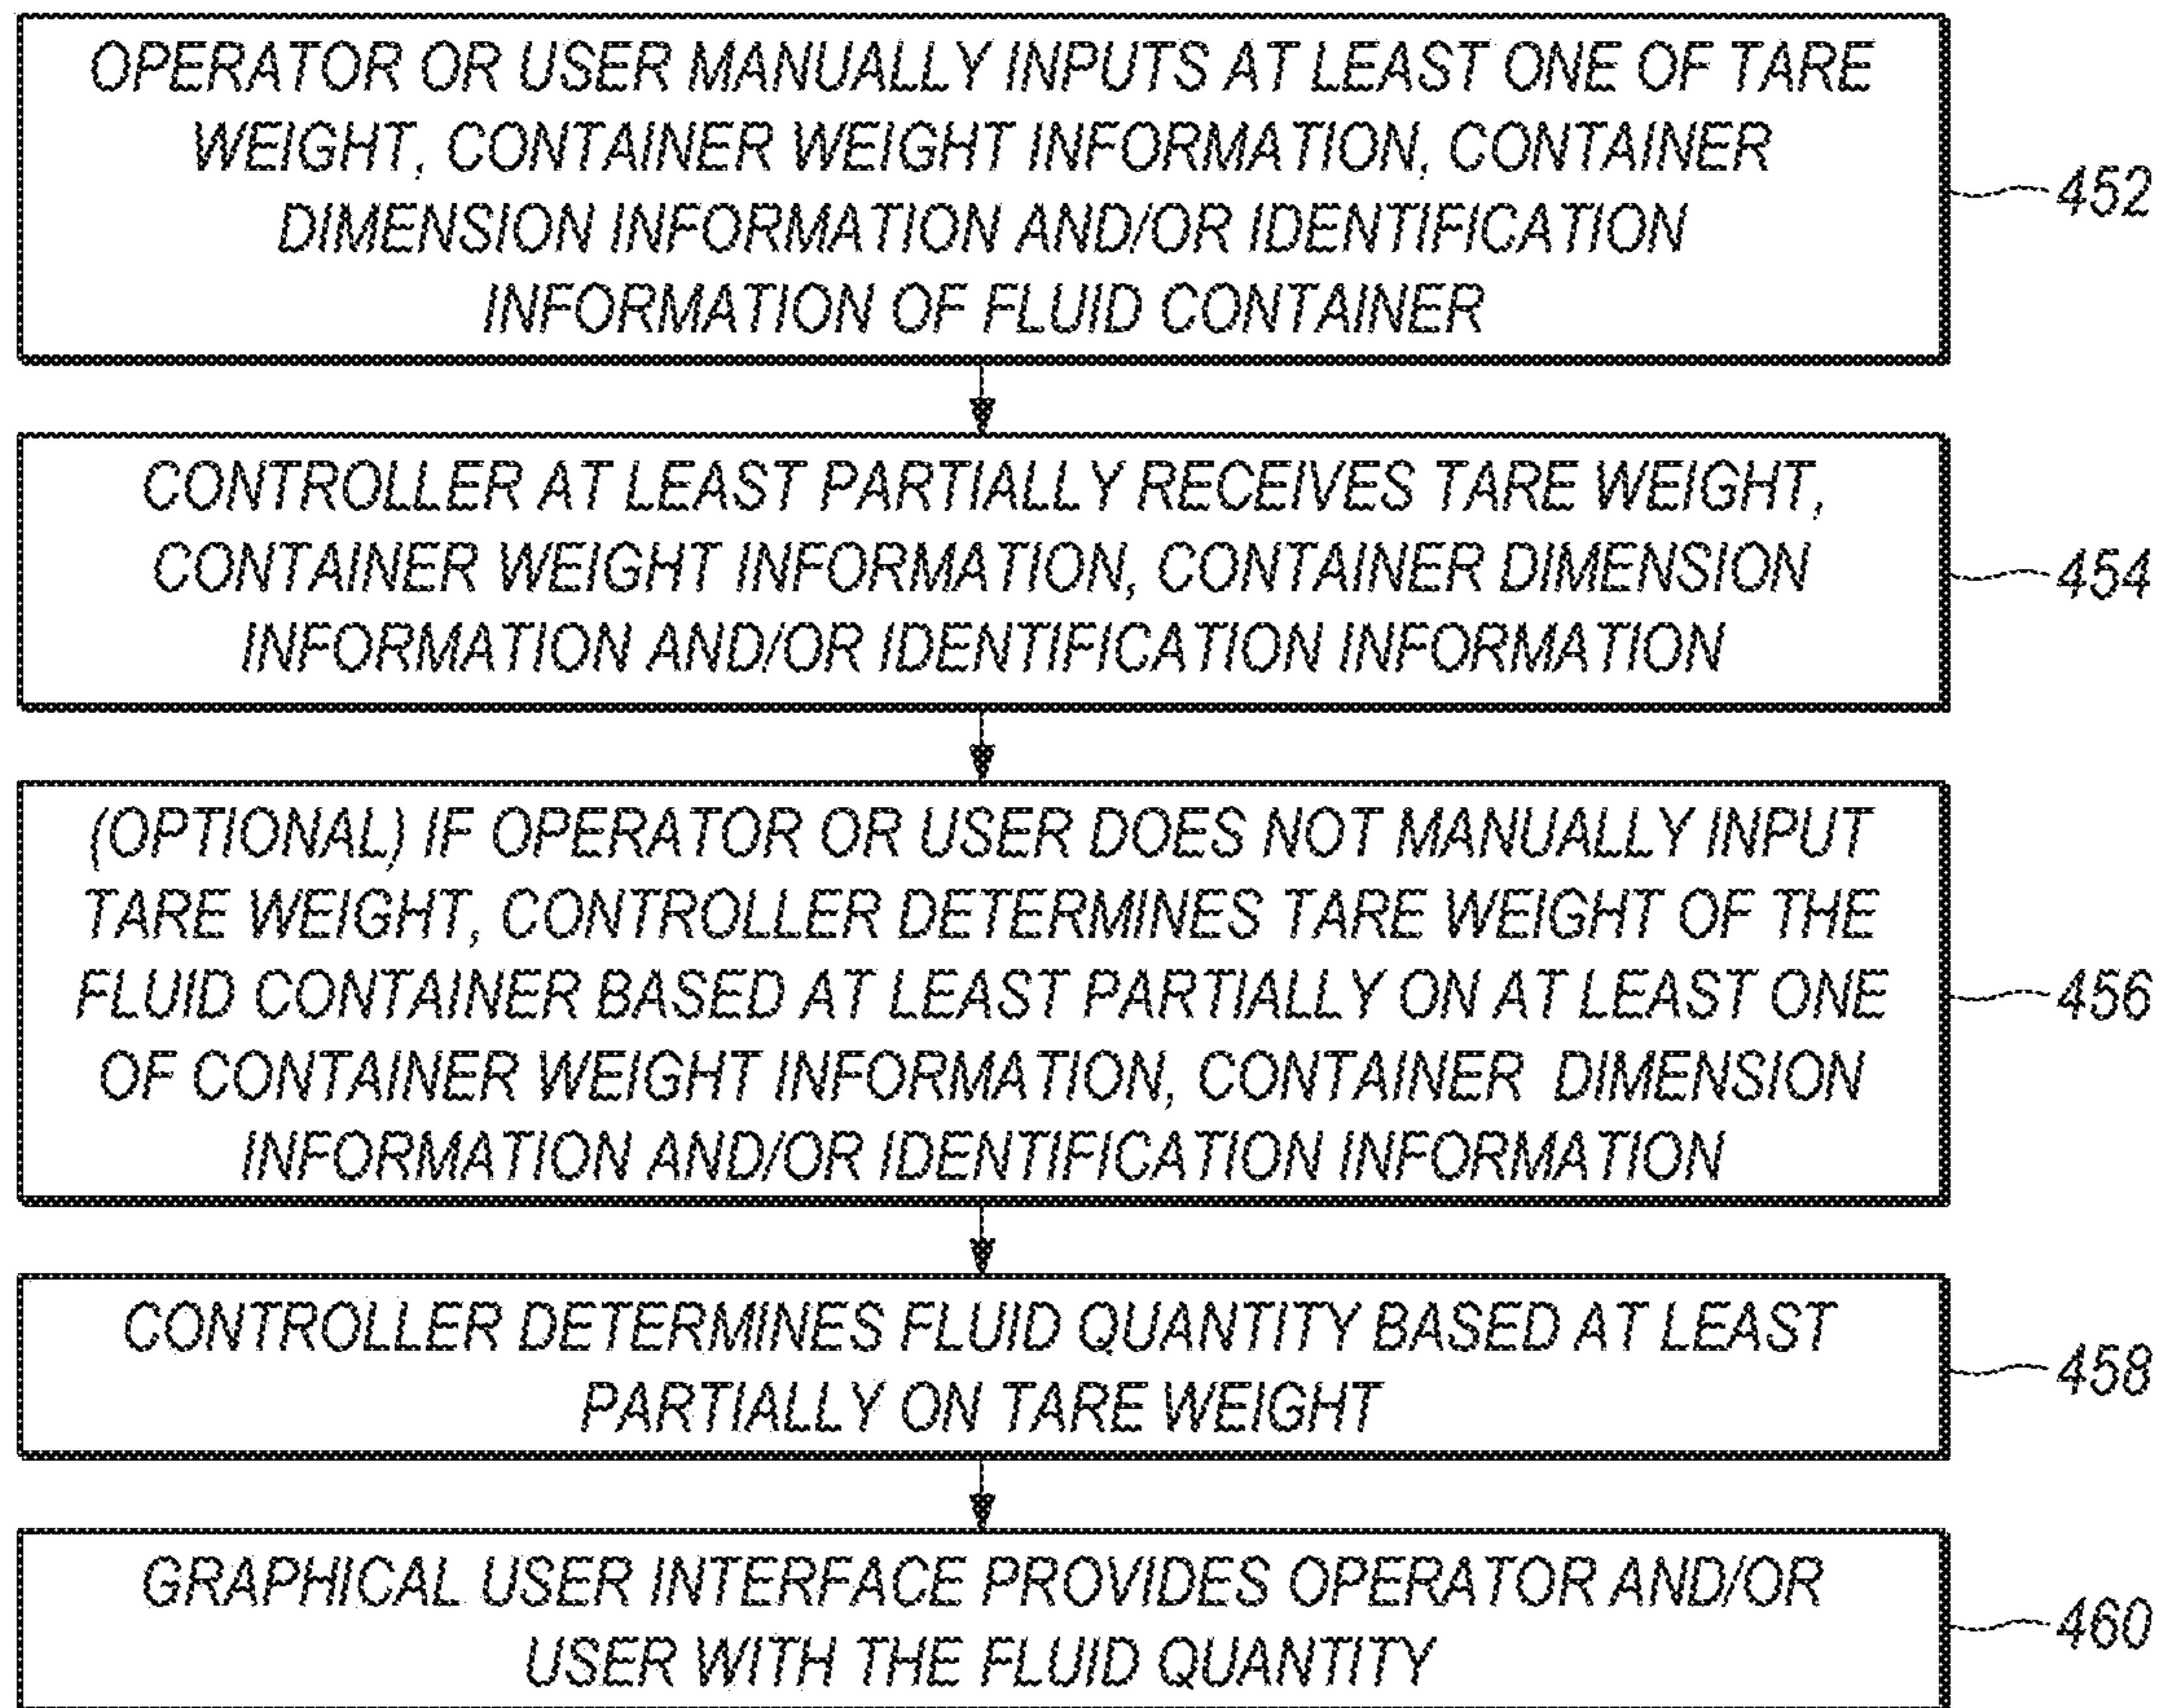 OPERATOR OR USER MANUALLY INPUTS AT LEAST ONE OF TARE
WEIGHT, CONTAINER WEIGHT INFORMATION, CONTAINER
DIMENSION INFORMATION AND/OR IDENTIFICATION
INFORMATION OF FLUID CONTAINER
452
CONTROLLER AT LEAST PARTIALLY RECEIVES TARE WEIGHT,
CONTAINER WEIGHT INFORMATION, CONTAINER DIMENSION
INFORMATION AND/OR IDENTIFICATION INFORMATION
454
(OPTIONAL) IF OPERATOR OR USER DOES NOT MANUALLY INPUT
TARE WEIGHT, CONTROLLER DETERMINES TARE WEIGHT OF THE
FLUID CONTAINER BASED AT LEAST PARTIALLY ON AT LEAST ONE
OF CONTAINER WEIGHT INFORMATION, CONTAINER DIMENSION
INFORMATION AND/OR IDENTIFICATION INFORMATION
456
CONTROLLER DETERMINES FLUID QUANTITY BASED AT LEAST
PARTIALLY ON TARE WEIGHT
458
GRAPHICAL USER INTERFACE PROVIDES OPERATOR AND/OR
USER WITH THE FLUID QUANTITY
460